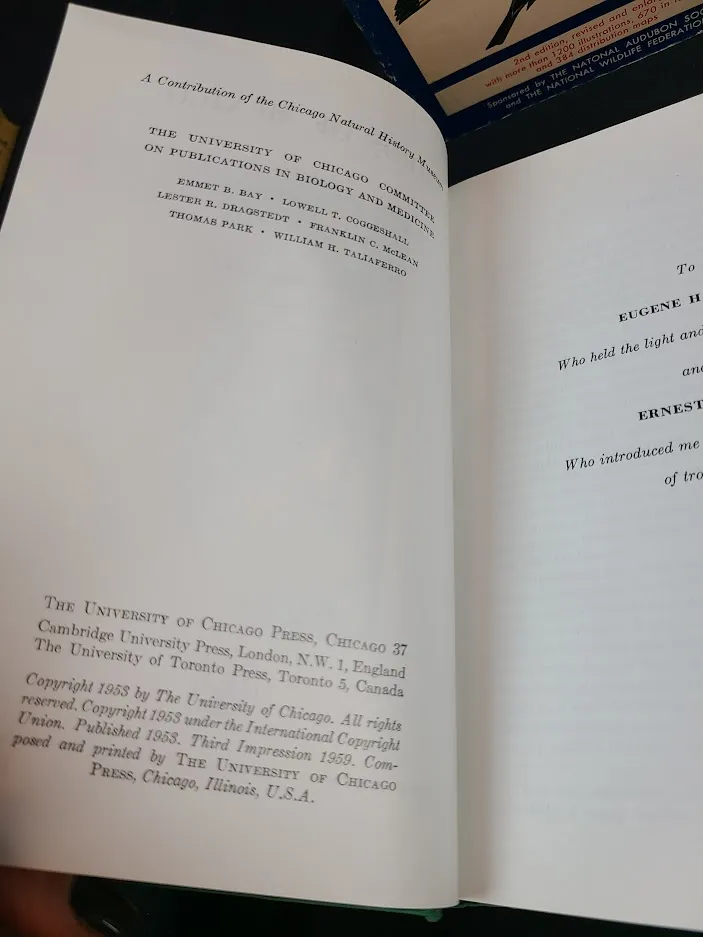 A Contribution of the Chicago Natural History Museum
THE UNIVERSITY OF CHICAGO COMMITTEE
ON PUBLICATIONS IN BIOLOGY AND MEDICINE
EMMET B. BAY • LOWELL T. COGGESHALL
LESTER R. DRAGSTEDT • FRANKLIN C. McLEAN
THOMAS PARK • WILLIAM H. TALIAFERRO
THE UNIVERSITY OF CHICAGO PRESS, CHICAGO 37
Cambridge University Press, London, N.W. 1, England
The University of Toronto Press, Toronto 5, Canada
Copyright 1953 by The University of Chicago. All rights
reserved. Copyright 1953 under the International Copyright
Union. Published 1953. Third Impression 1959. Com-
posed and printed by THE UNIVERSITY OF CHICAGO
PRESS, Chicago, Illinois, U.S.A.
2nd edition, revised and enlar
with more than 1200 illustrations, 670 in
and 384 distribution maps
Sponsored by THE NATONAL AUDUBON SOC
and THE NATIONAL WILDLIFE FEDERATIO
To
EUGENE H
Who held the light and
and
ERNEST
Who introduced me
of tro